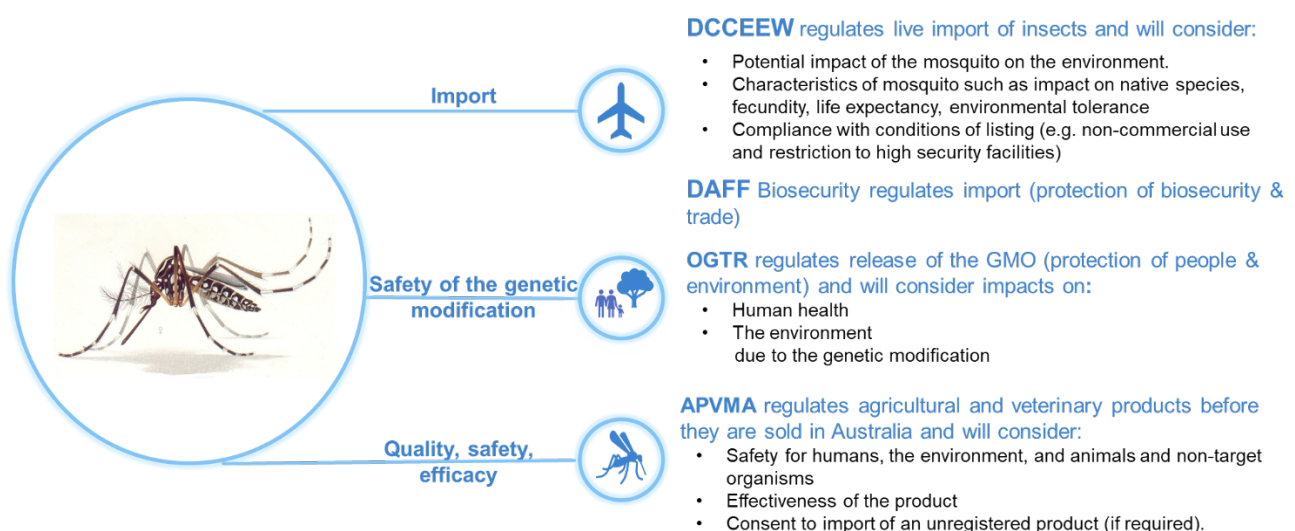 Import
DCCEEW regulates live import of insects and will consider:
• Potential impact of the mosquito on the environment.
• Characteristics of mosquito such as impact on native species,
fecundity, life expectancy, environmental tolerance
• Compliance with conditions of listing (e.g. non-commercial use
and restriction to high security facilities)
DAFF Biosecurity regulates import (protection of biosecurity &
trade)
Safety of the genetic
modification
OGTR regulates release of the GMO (protection of people &
environment) and will consider impacts on:
• Human health
• The environment
due to the genetic modification
Quality, safety,
efficacy
APVMA regulates agricultural and veterinary products before
they are sold in Australia and will consider:
• Safety for humans, the environment, and animals and non-target
organisms
• Effectiveness of the product
• Consent to import of an unregistered product (if required).